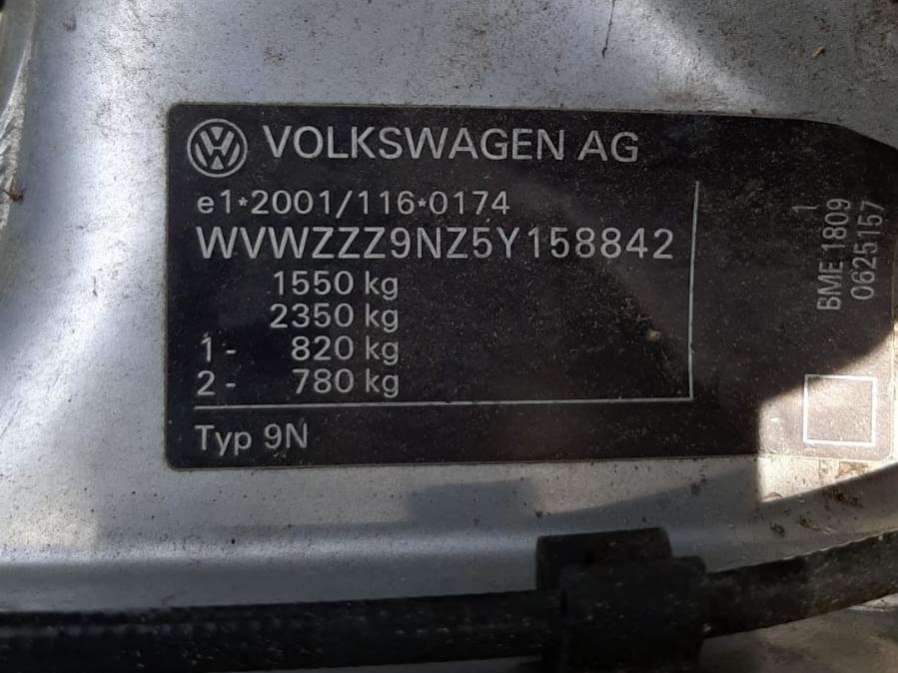 VOLKSWAGEN AG
e1*2001/116*0174
WVWZZZ9NZ5Y158842
1550 kg
2350 kg
1- 820 kg
2- 780 kg
Typ 9N
1
BME 1809
0625157